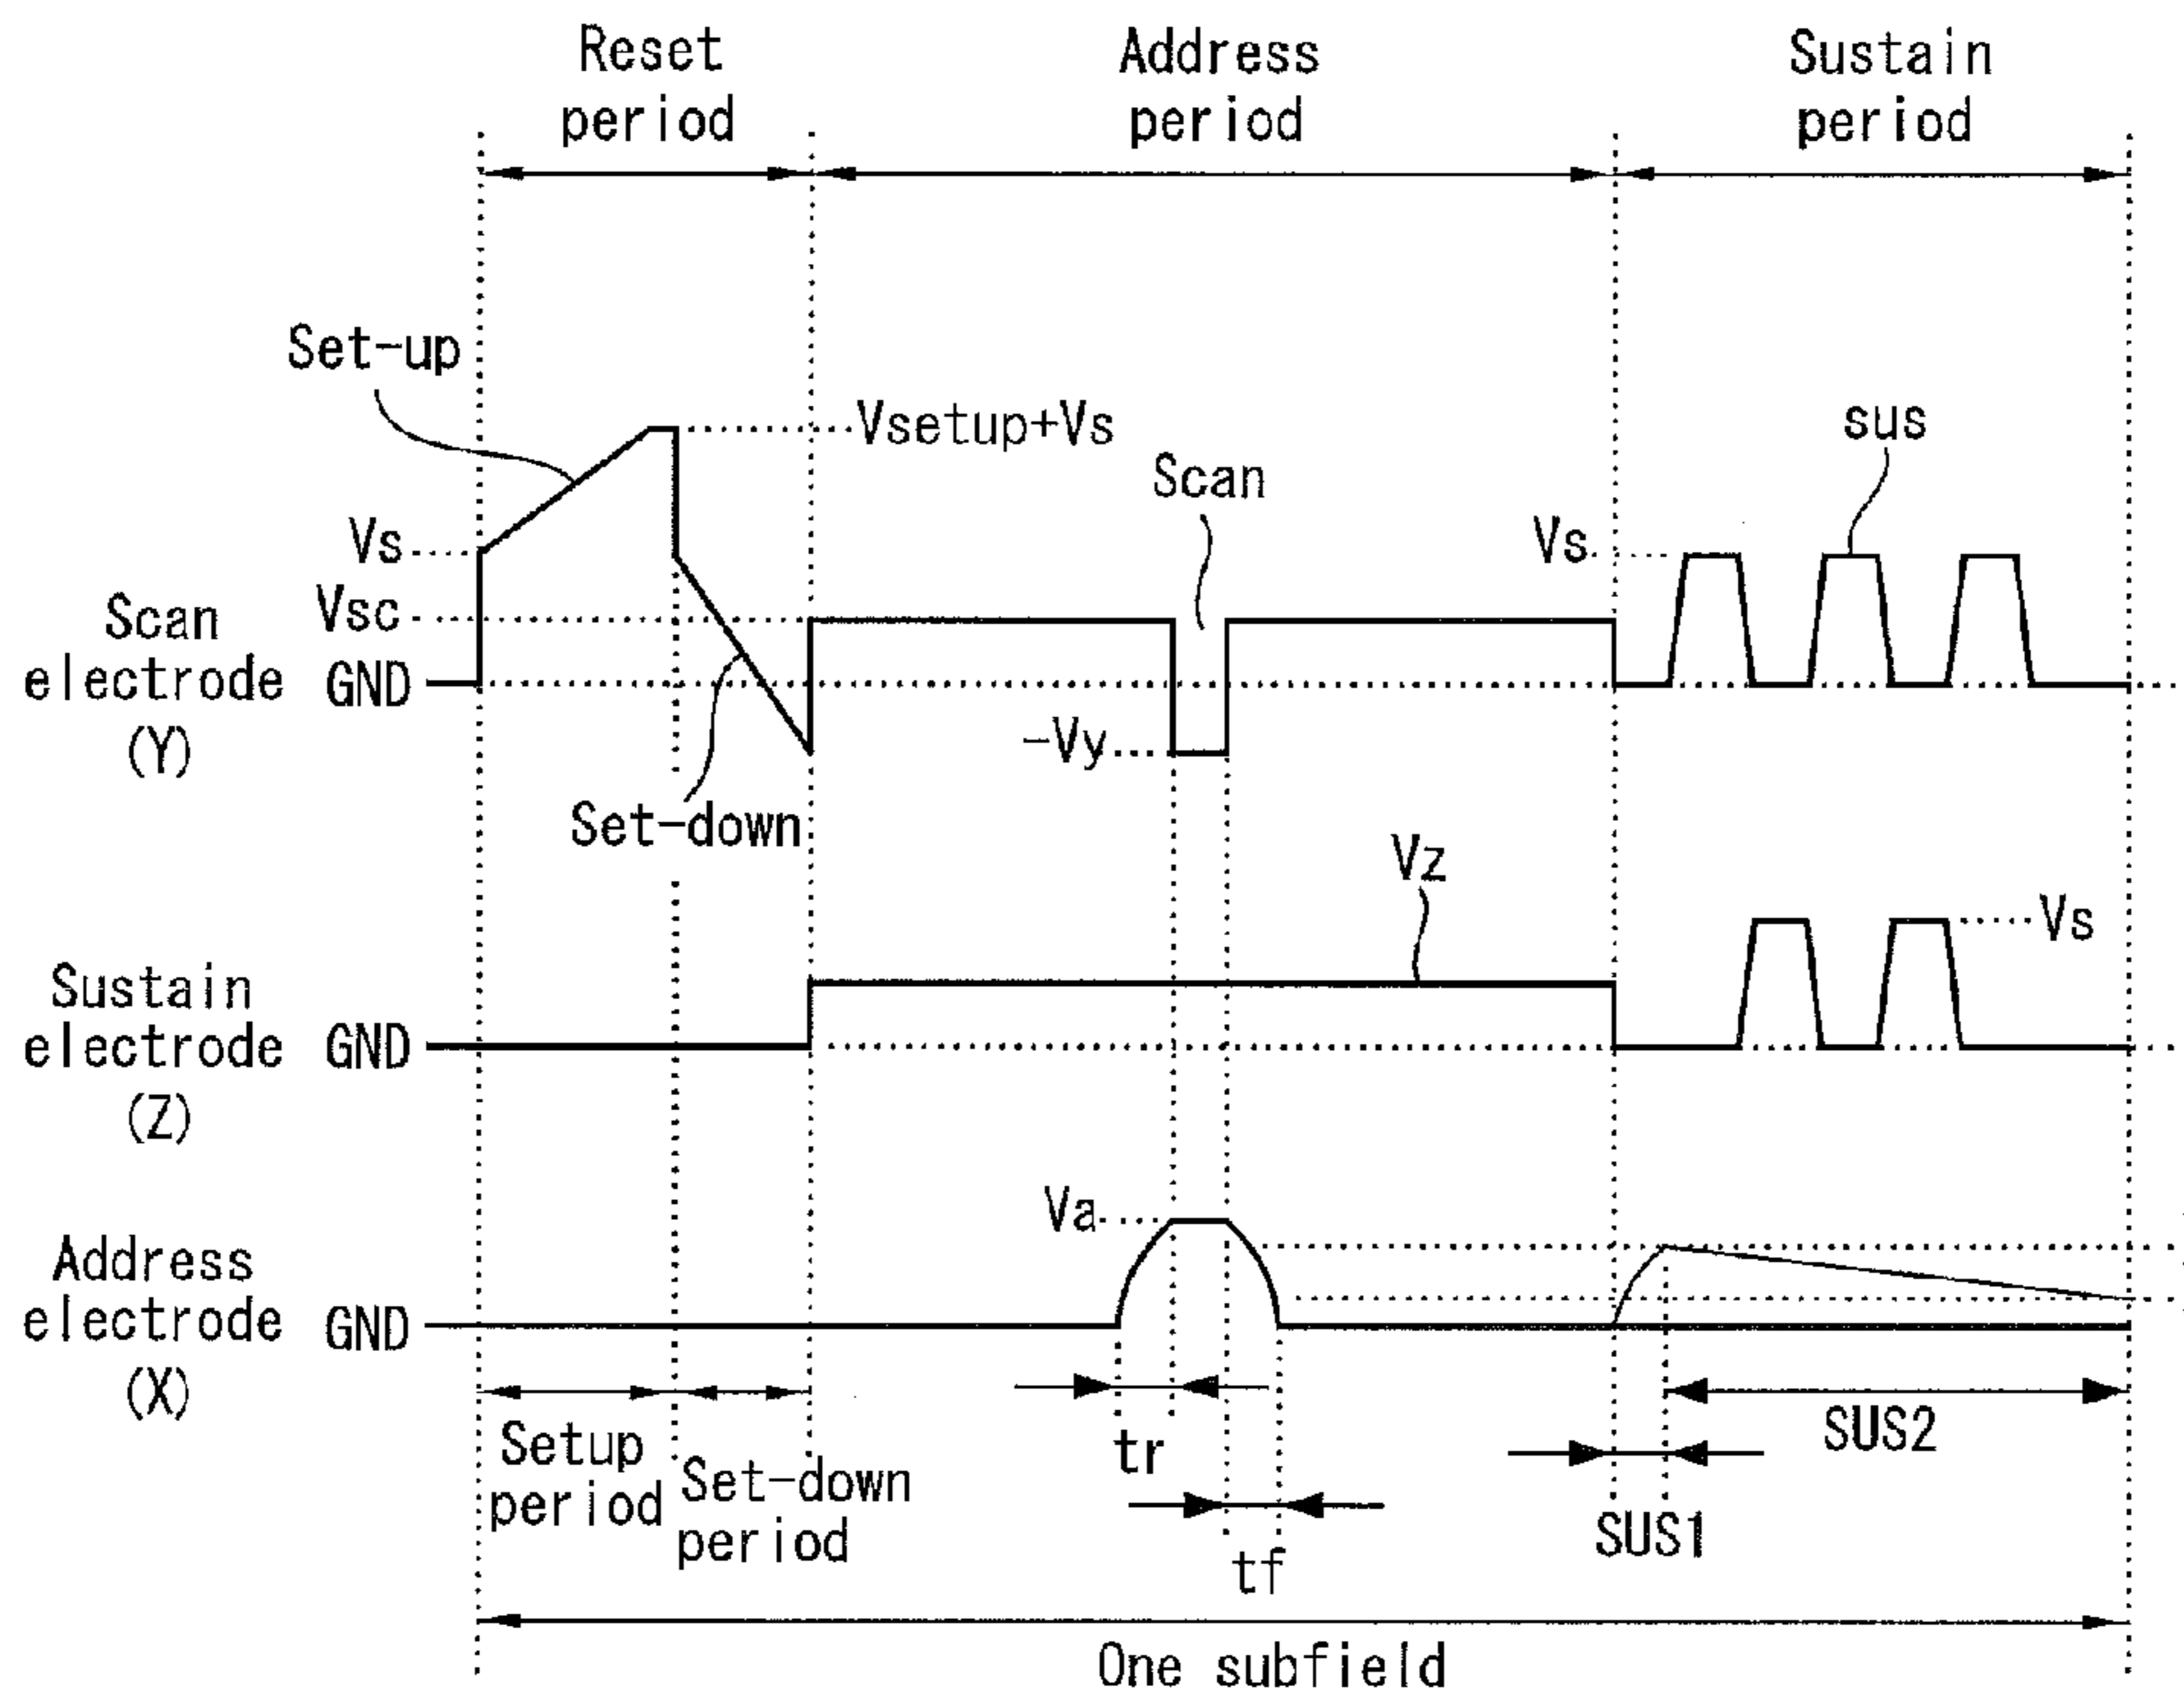 Reset
period
Address
period
Sustain
period
Set-up
Vsetup+Vs
sus
Scan
Vs
Vs
Vsc
Scan
electrode
(Y)
GND
-Vy
Set-down
Vz
Vs
Sustain
electrode
(Z)
GND
Va
Address
electrode
(X)
GND
Setup
period
Set-down
period
tr
tf
SUS1
SUS2
One subfield